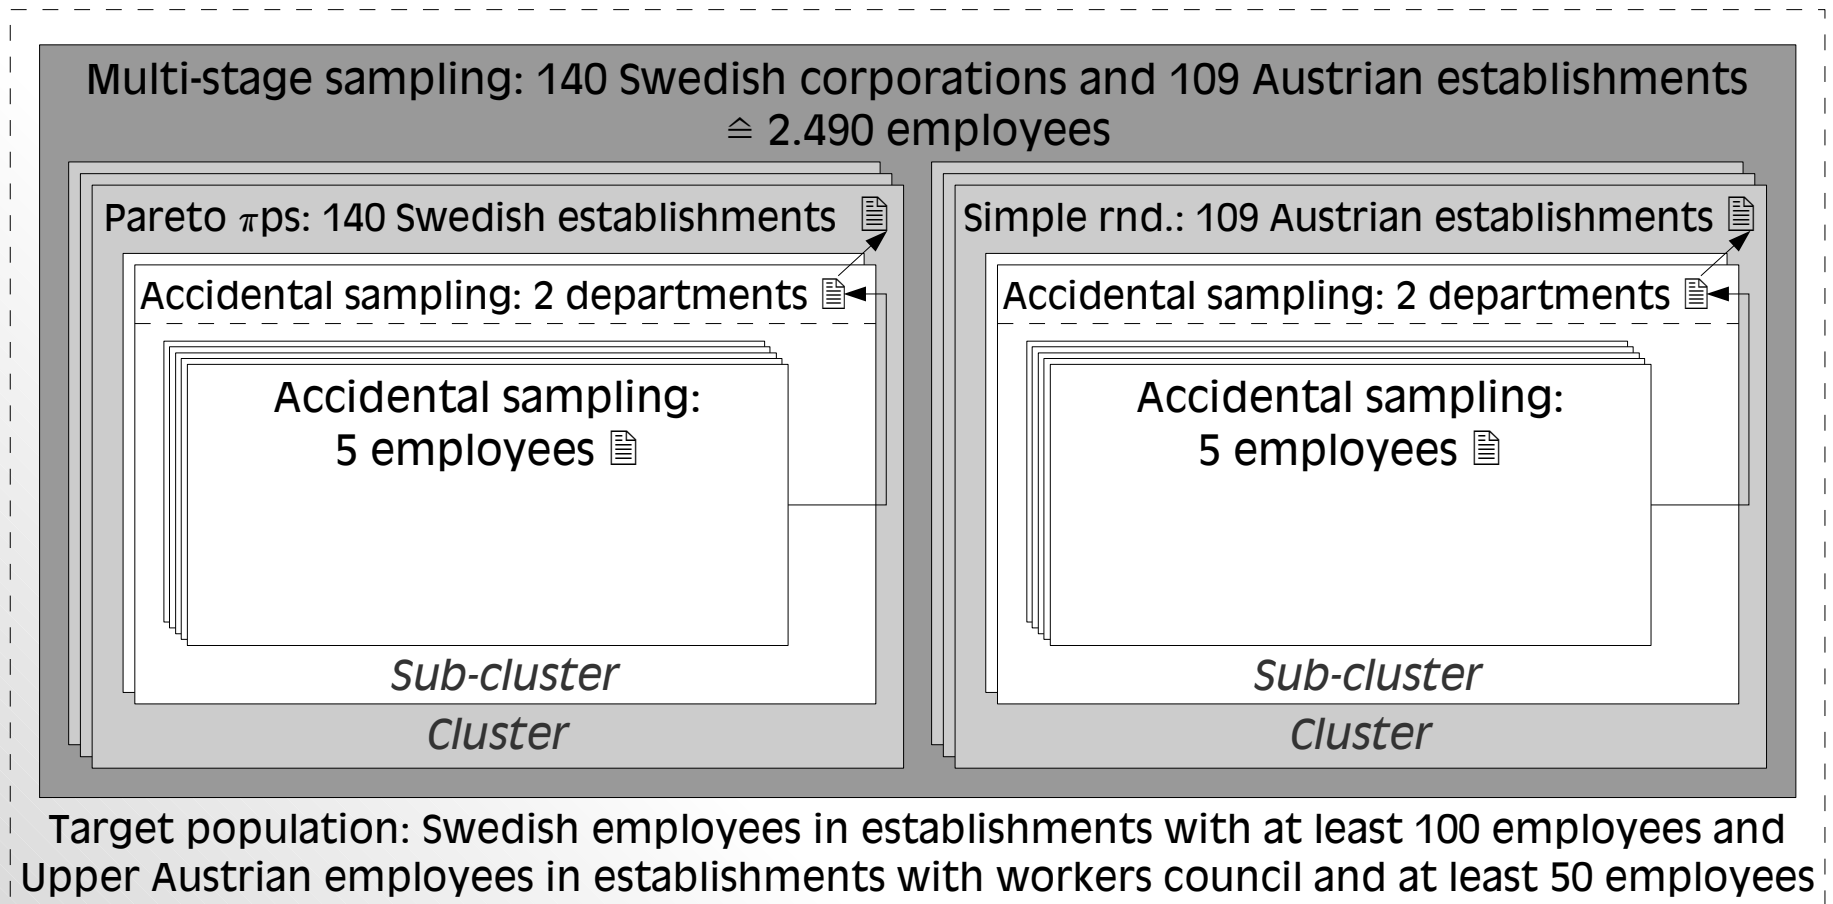 Multi-stage sampling: 140 Swedish corporations and 109 Austrian establishments
≙ 2.490 employees
Pareto πps: 140 Swedish establishments
Accidental sampling: 2 departments
Accidental sampling:
5 employees
Sub-cluster
Cluster
Simple rnd.: 109 Austrian establishments
Accidental sampling: 2 departments
Accidental sampling:
5 employees
Sub-cluster
Cluster
Target population: Swedish employees in establishments with at least 100 employees and
Upper Austrian employees in establishments with workers council and at least 50 employees